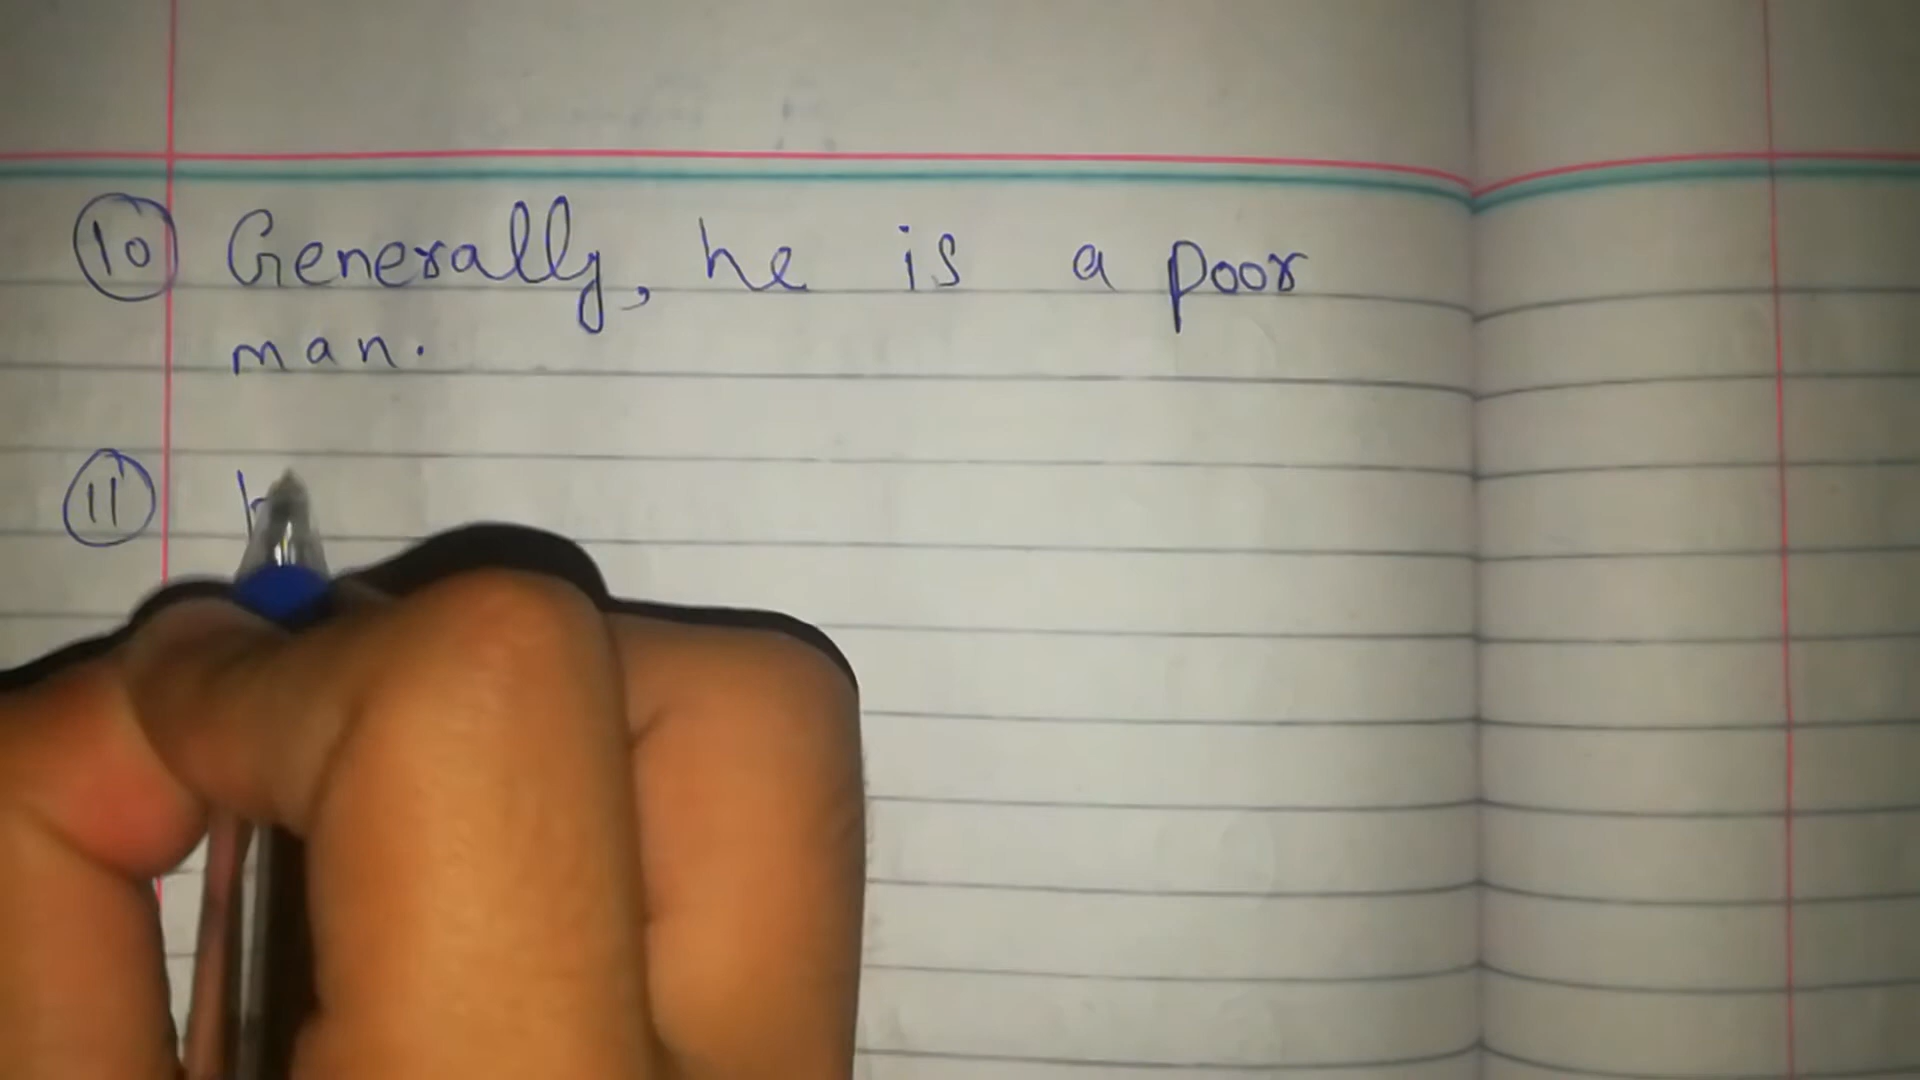 10 Generally, he is a poor
man.
11